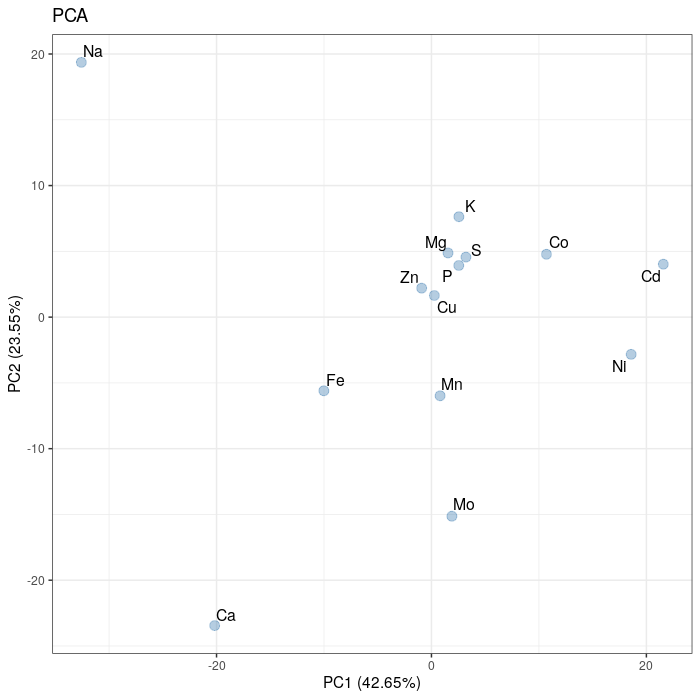 PCA
Na
K
Mg
S
Co
P
Cd
Zn
Cu
Ni
Fe
Mn
Mo
Ca
20
10
0
-10
-20
PC2 (23.55%)
-20
0
20
PC1 (42.65%)